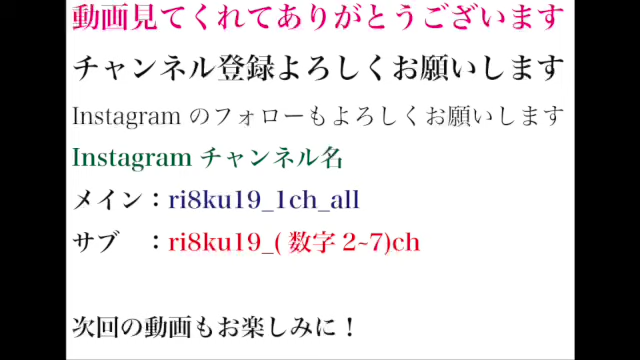 動画見てくれてありがとうございます
チャンネル登録よろしくお願いします
Instagram のフォローもよろしくお願いします
Instagram チャンネル名
メイン：ri8ku19_1ch_all
サブ　：ri8ku19_( 数字 2~7)ch
次回の動画もお楽しみに！